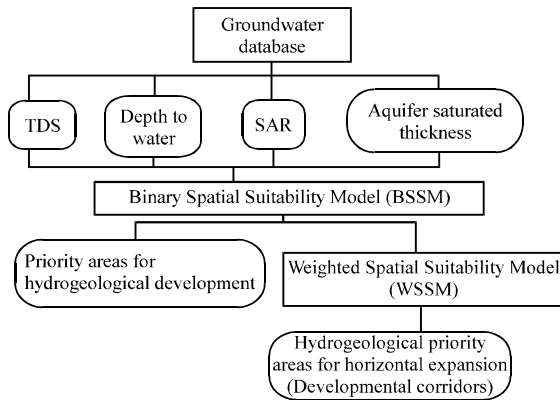 Groundwater
database
TDS
Depth to
water
SAR
Aquifer saturated
thickness
Binary Spatial Suitability Model (BSSM)
Priority areas for
hydrogeological development
Weighted Spatial Suitability Model
(WSSM)
Hydrogeological priority
areas for horizontal expansion
(Developmental corridors)